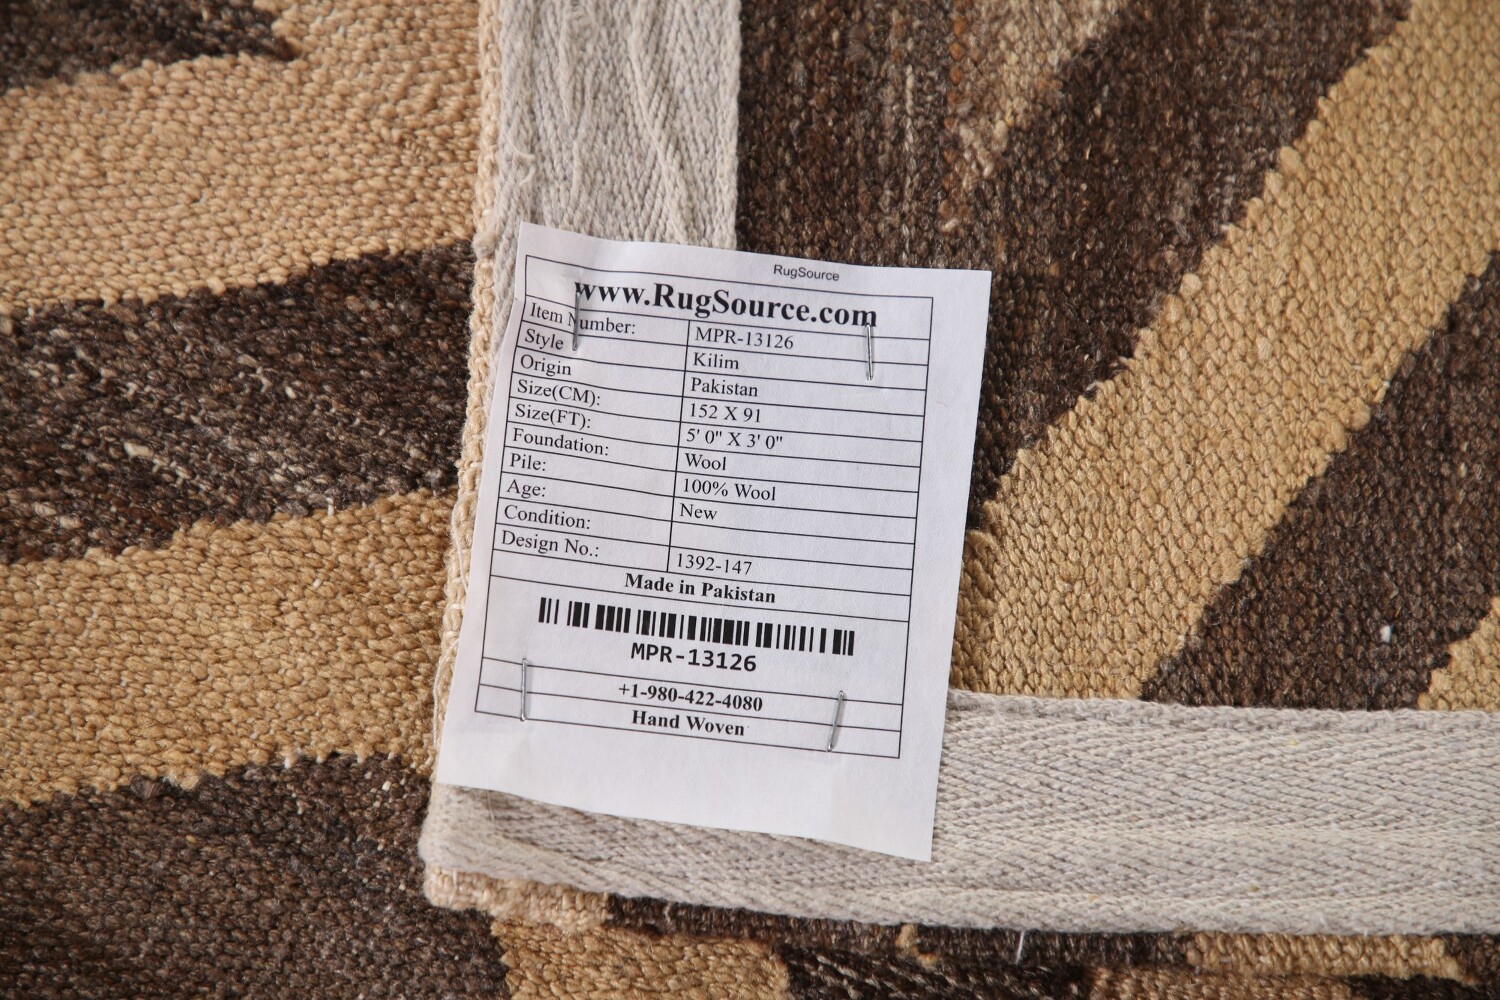 RugSource
www.RugSource.com
Item Number: MPR-13126
Style Kilim
Origin Pakistan
Size(CM): 152 X 91
Size(FT): 5' 0" X 3' 0"
Foundation: Wool
Pile: 100% Wool
Age: New
Condition:
Design No.: 1392-147
Made in Pakistan
MPR-13126
+1-980-422-4080
Hand Woven